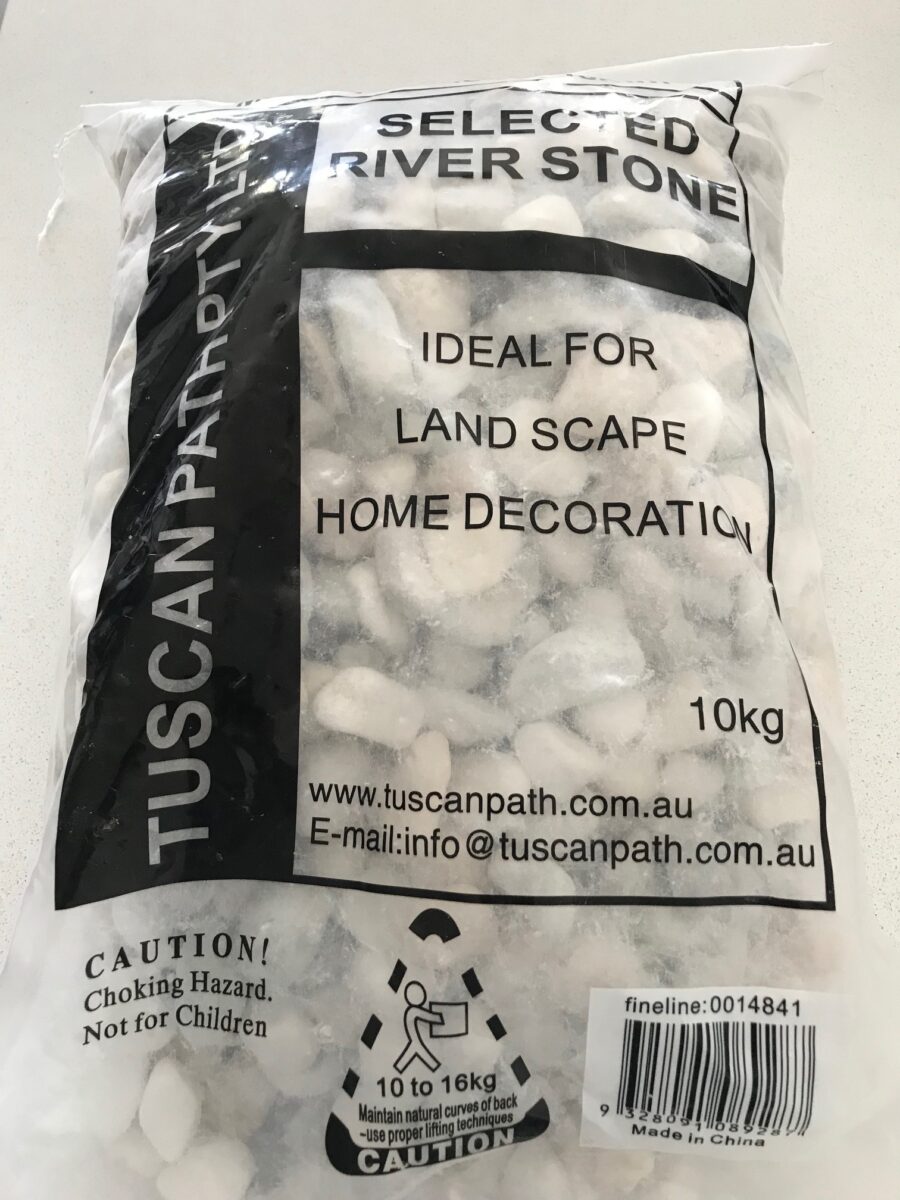 SELECTED
RIVER STONE
TUSCAN PATH PTY LTD
IDEAL FOR
LAND SCAPE
HOME DECORATION
10kg
www.tuscanpath.com.au
E-mail:info@tuscanpath.com.au
CAUTION!
Choking Hazard.
Not for Children
10 to 16kg
Maintain natural curves of back
-use proper lifting techniques
CAUTION
fineline:0014841
Made in China